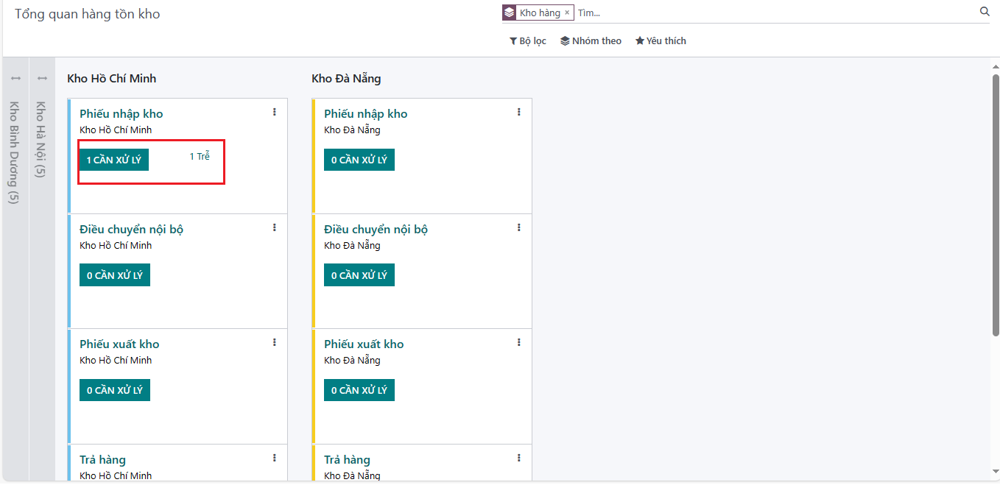 Tổng quan hàng tồn kho
Kho hàng × Tìm...
Bộ lọc Nhóm theo Yêu thích
Kho Bình Dương (5)
Kho Hà Nội (5)
Kho Hồ Chí Minh
Phiếu nhập kho
Kho Hồ Chí Minh
1 CẦN XỬ LÝ 1 Trễ
Điều chuyển nội bộ
Kho Hồ Chí Minh
0 CẦN XỬ LÝ
Phiếu xuất kho
Kho Hồ Chí Minh
0 CẦN XỬ LÝ
Trả hàng
Kho Hồ Chí Minh
Kho Đà Nẵng
Phiếu nhập kho
Kho Đà Nẵng
0 CẦN XỬ LÝ
Điều chuyển nội bộ
Kho Đà Nẵng
0 CẦN XỬ LÝ
Phiếu xuất kho
Kho Đà Nẵng
0 CẦN XỬ LÝ
Trả hàng
Kho Đà Nẵng